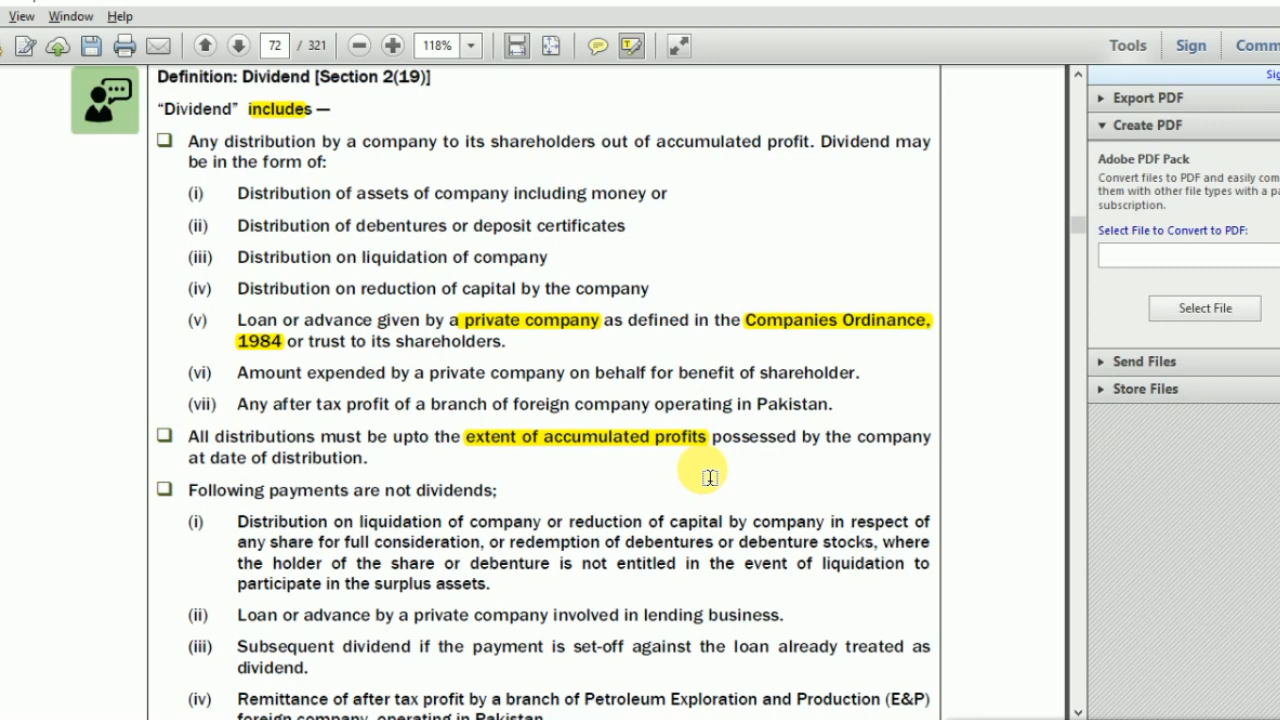 View Window Help
72 / 321 118% Tools Sign Comm
Definition: Dividend [Section 2(19)]
“Dividend” includes —
Any distribution by a company to its shareholders out of accumulated profit. Dividend may
be in the form of:
(i) Distribution of assets of company including money or
(ii) Distribution of debentures or deposit certificates
(iii) Distribution on liquidation of company
(iv) Distribution on reduction of capital by the company
(v) Loan or advance given by a private company as defined in the Companies Ordinance,
1984 or trust to its shareholders.
(vi) Amount expended by a private company on behalf for benefit of shareholder.
(vii) Any after tax profit of a branch of foreign company operating in Pakistan.
All distributions must be upto the extent of accumulated profits possessed by the company
at date of distribution.
Following payments are not dividends;
(i) Distribution on liquidation of company or reduction of capital by company in respect of
any share for full consideration, or redemption of debentures or debenture stocks, where
the holder of the share or debenture is not entitled in the event of liquidation to
participate in the surplus assets.
(ii) Loan or advance by a private company involved in lending business.
(iii) Subsequent dividend if the payment is set-off against the loan already treated as
dividend.
(iv) Remittance of after tax profit by a branch of Petroleum Exploration and Production (E&P)
foreign company, operating in Pakistan
Sig
Export PDF
Create PDF
Adobe PDF Pack
Convert files to PDF and easily com
them with other file types with a pa
subscription.
Select File to Convert to PDF:
Select File
Send Files
Store Files